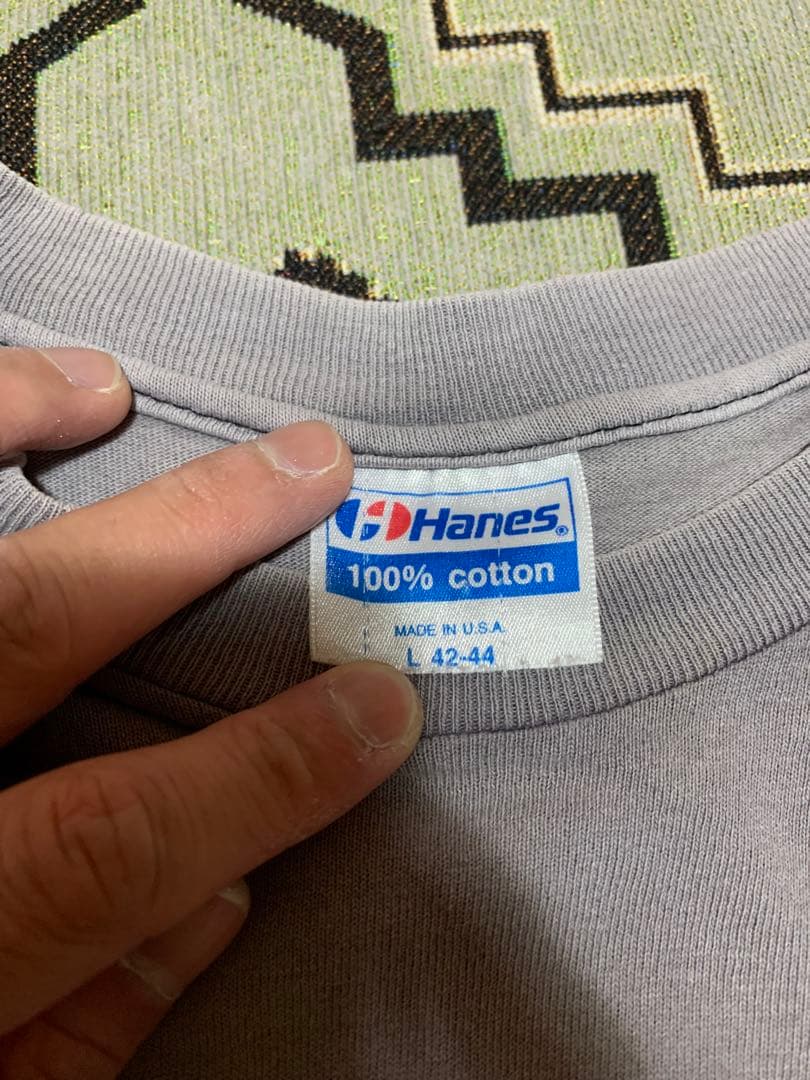 Hanes®
100% cotton
MADE IN U.S.A.
L 42-44